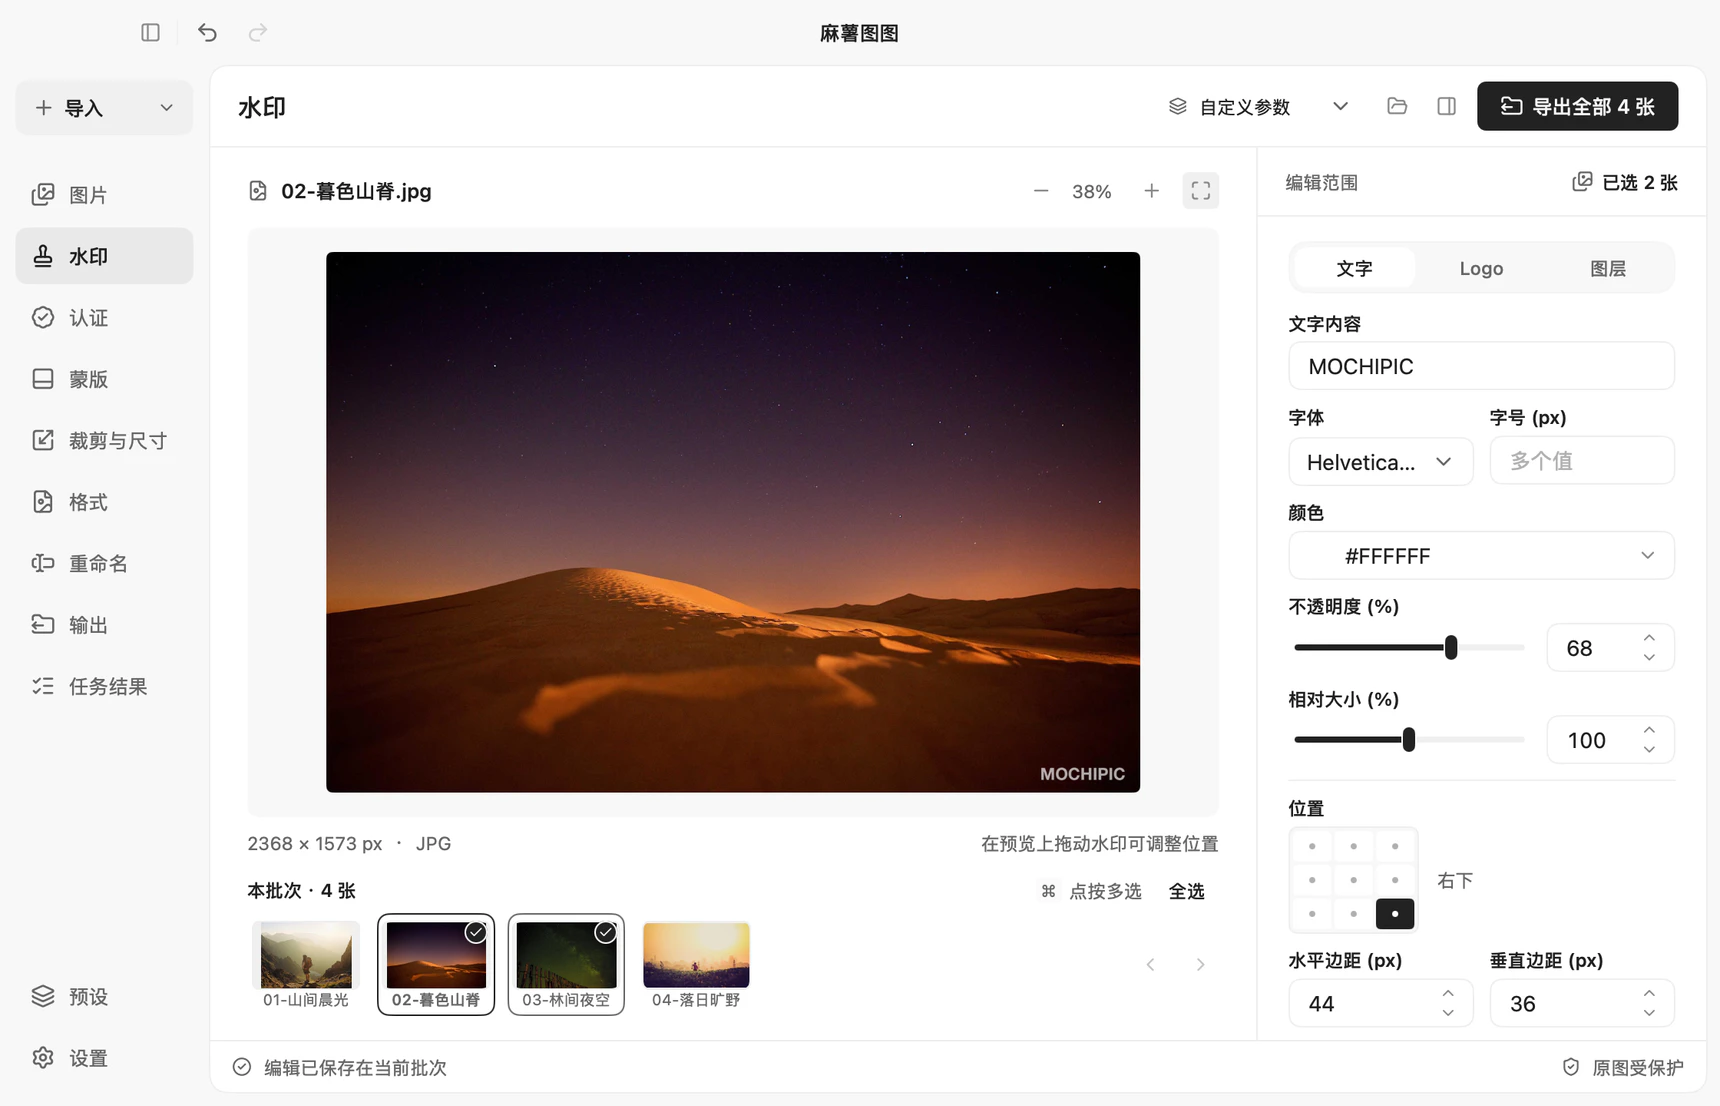 麻薯图图
导入
图片
水印
认证
蒙版
裁剪与尺寸
格式
重命名
输出
任务结果
预设
设置
水印
自定义参数
导出全部 4 张
02-暮色山脊.jpg
38%
MOCHIPIC
2368 × 1573 px · JPG
在预览上拖动水印可调整位置
本批次 · 4 张
⌘ 点按多选 全选
01-山间晨光
02-暮色山脊
03-林间夜空
04-落日旷野
编辑范围
已选 2 张
文字 Logo 图层
文字内容
MOCHIPIC
字体 字号 (px)
Helvetica... 多个值
颜色
#FFFFFF
不透明度 (%)
68
相对大小 (%)
100
位置
右下
水平边距 (px) 垂直边距 (px)
44 36
编辑已保存在当前批次
原图受保护